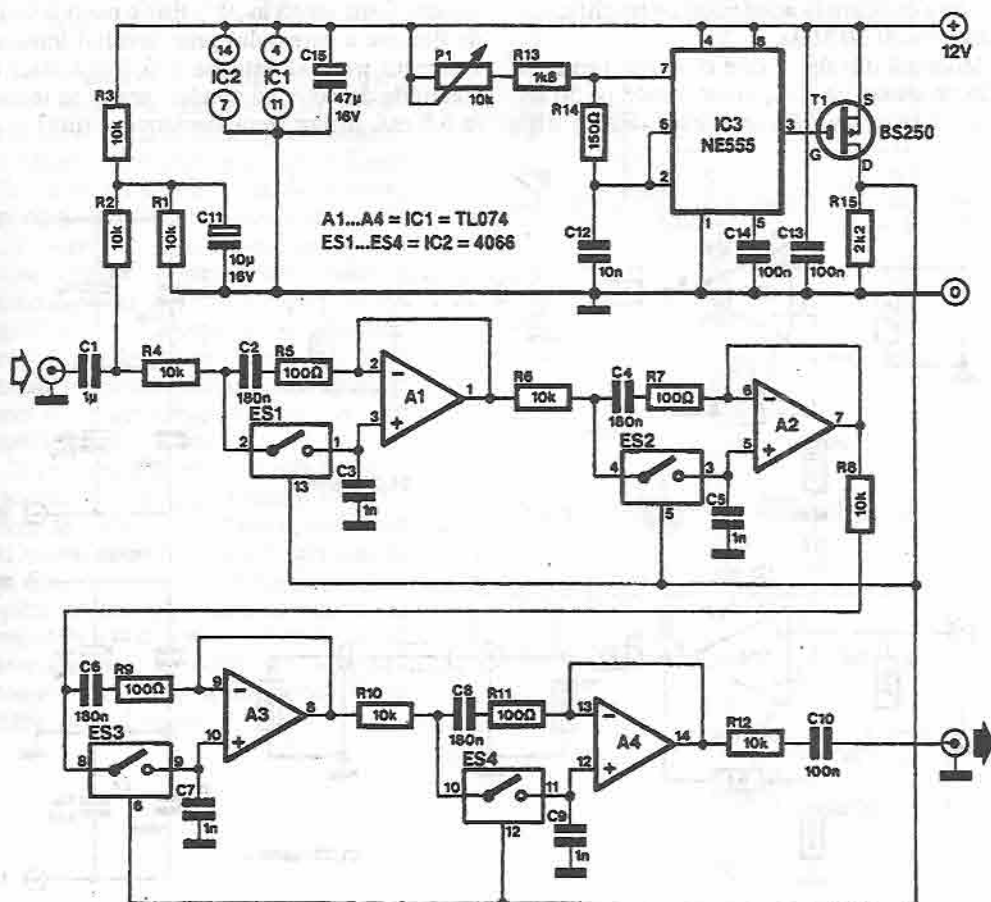 +
12V
14
IC2
7
4
IC1
11
C15
47µ
16V
P1
10k
R13
1k8
R14
150Ω
7
6
2
4
8
IC3
NE555
3
1
5
T1
S
BS250
G
D
R3
10k
R2
10k
R1
10k
C11
10µ
16V
A1...A4 = IC1 = TL074
ES1...ES4 = IC2 = 4066
C12
10n
C14
100n
C13
100n
R15
2k2
0
C1
1µ
R4
10k
C2
180n
R5
100Ω
2
−
A1
1
3
+
ES1
2
1
13
C3
1n
R6
10k
C4
180n
R7
100Ω
6
−
A2
7
5
+
ES2
4
3
5
C5
1n
R8
10k
C6
180n
R9
100Ω
9
−
A3
8
10
+
ES3
8
9
6
C7
1n
R10
10k
C8
180n
R11
100Ω
13
−
A4
14
12
+
ES4
10
11
12
C9
1n
R12
10k
C10
100n